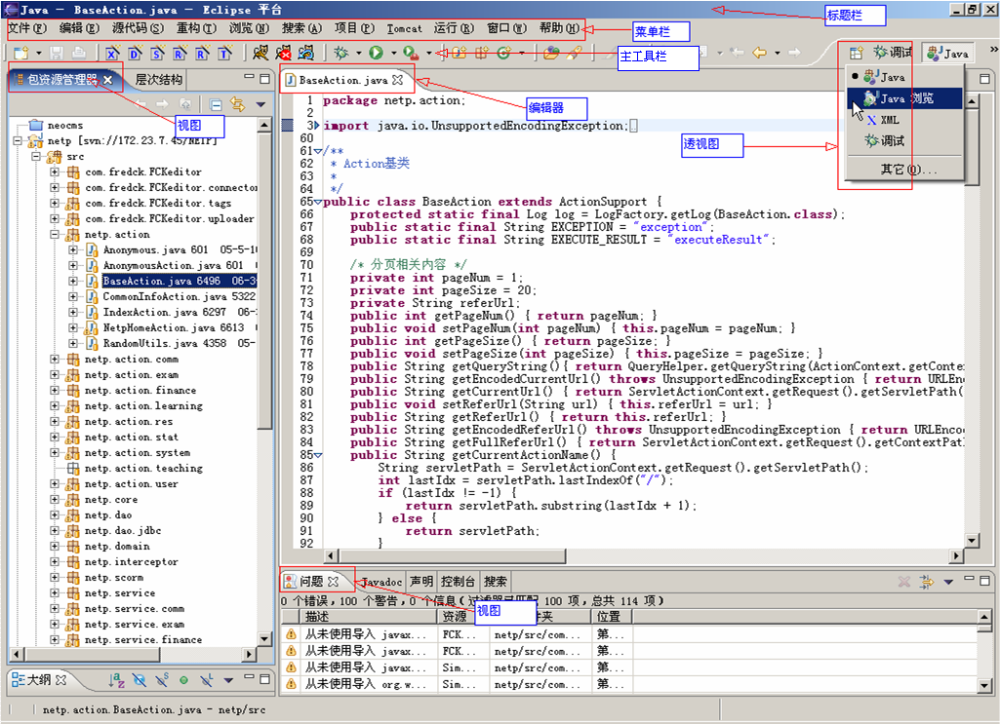 Java - BaseAction.java - Eclipse 平台
标题栏
文件(F) 编辑(E) 源代码(S) 重构(T) 浏览(N) 搜索(A) 项目(P) Tomcat 运行(R) 窗口(W) 帮助(H)
菜单栏
主工具栏
调试 Java
Java
Java 浏览
XML
调试
其它(O)...
透视图
包资源管理器 层次结构
视图
neocms
netp [svn://172.23.7.45/NETP]
src
com.fredck.FCKeditor
com.fredck.FCKeditor.connector
com.fredck.FCKeditor.tags
com.fredck.FCKeditor.uploader
netp.action
Anonymous.java 601 05-5-1
AnonymousAction.java 601
BaseAction.java 6496 06-3
CommonInfoAction.java 5322
IndexAction.java 6297 06-
NetpHomeAction.java 6613
RandomUtils.java 4358 05-
netp.action.comm
netp.action.exam
netp.action.finance
netp.action.learning
netp.action.res
netp.action.stat
netp.action.system
netp.action.teaching
netp.action.user
netp.core
netp.dao
netp.dao.jdbc
netp.domain
netp.interceptor
netp.scorm
netp.service
netp.service.comm
netp.service.exam
netp.service.finance
大纲
BaseAction.java
编辑器
1 package netp.action;
2
3 import java.io.UnsupportedEncodingException;
60
61 /**
62 * Action基类
63 *
64 */
65 public class BaseAction extends ActionSupport {
66 protected static final Log log = LogFactory.getLog(BaseAction.class);
67 public static final String EXCEPTION = "exception";
68 public static final String EXECUTE_RESULT = "executeResult";
69
70 /* 分页相关内容 */
71 private int pageNum = 1;
72 private int pageSize = 20;
73 private String referUrl;
74 public int getPageNum() { return pageNum; }
75 public void setPageNum(int pageNum) { this.pageNum = pageNum; }
76 public int getPageSize() { return pageSize; }
77 public void setPageSize(int pageSize) { this.pageSize = pageSize; }
78 public String getQueryString(){ return QueryHelper.getQueryString(ActionContext.getConte
79 public String getEncodedCurrentUrl() throws UnsupportedEncodingException { return URLEn
80 public String getCurrentUrl() { return ServletActionContext.getRequest().getServletPath(
81 public void setReferUrl(String url) { this.referUrl = url; }
82 public String getReferUrl() { return this.referUrl; }
83 public String getEncodedReferUrl() throws UnsupportedEncodingException { return URLEnco
84 public String getFullReferUrl() { return ServletActionContext.getRequest().getContextPat
85 public String getCurrentActionName() {
86 String servletPath = ServletActionContext.getRequest().getServletPath();
87 int lastIdx = servletPath.lastIndexOf("/");
88 if (lastIdx != -1) {
89 return servletPath.substring(lastIdx + 1);
90 } else {
91 return servletPath;
92 }
问题 Javadoc 声明 控制台 搜索
0 个错误，100 个警告，0 个信息（过滤器已匹配 100 项，总共 114 项）
视图
描述 资源 夹 位置
从未使用导入 javax... FCK... netp/src/com... 第...
从未使用导入 javax... FCK... netp/src/com... 第...
从未使用导入 javax... Sim... netp/src/com... 第...
从未使用导入 org.w... Sim... netp/src/com... 第...
netp.action.BaseAction.java - netp/src